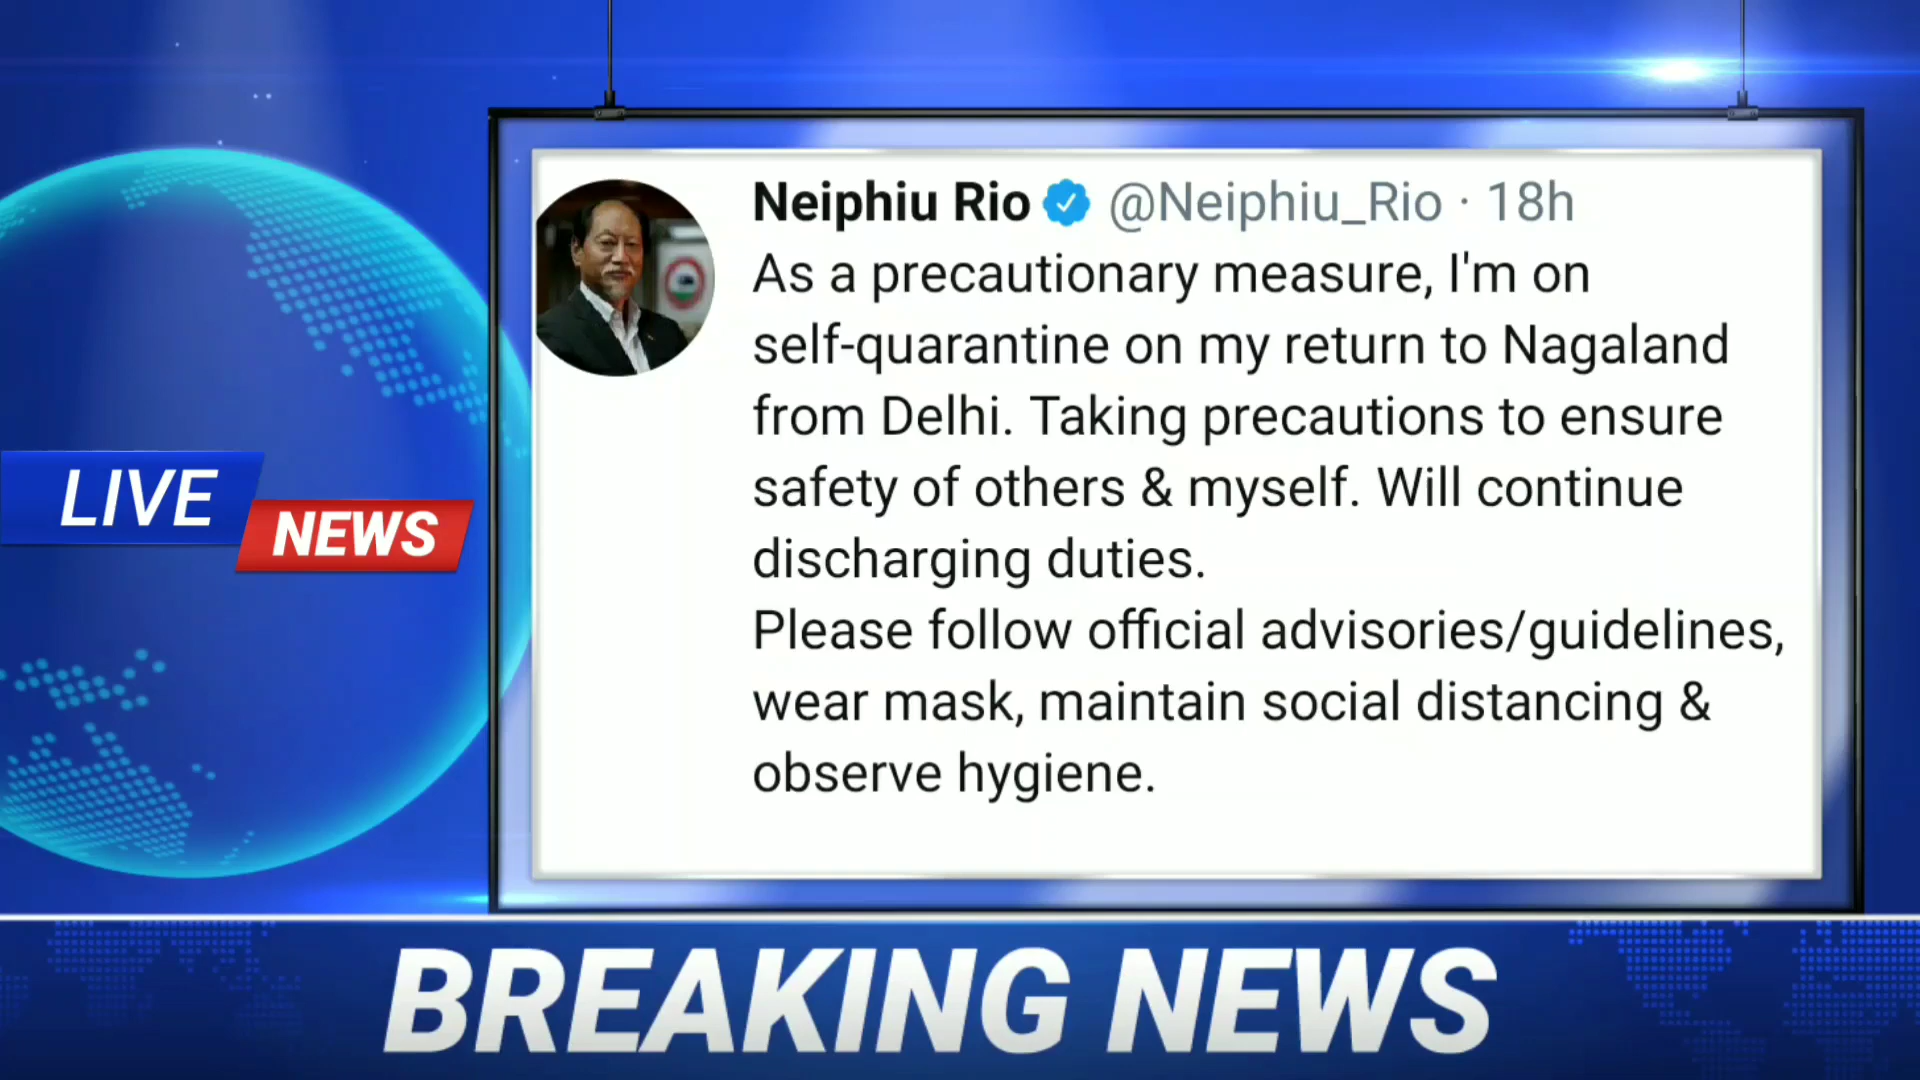 Neiphiu Rio @Neiphiu_Rio · 18h
As a precautionary measure, I'm on
self-quarantine on my return to Nagaland
from Delhi. Taking precautions to ensure
safety of others & myself. Will continue
discharging duties.
Please follow official advisories/guidelines,
wear mask, maintain social distancing &
observe hygiene.
LIVE
NEWS
BREAKING NEWS